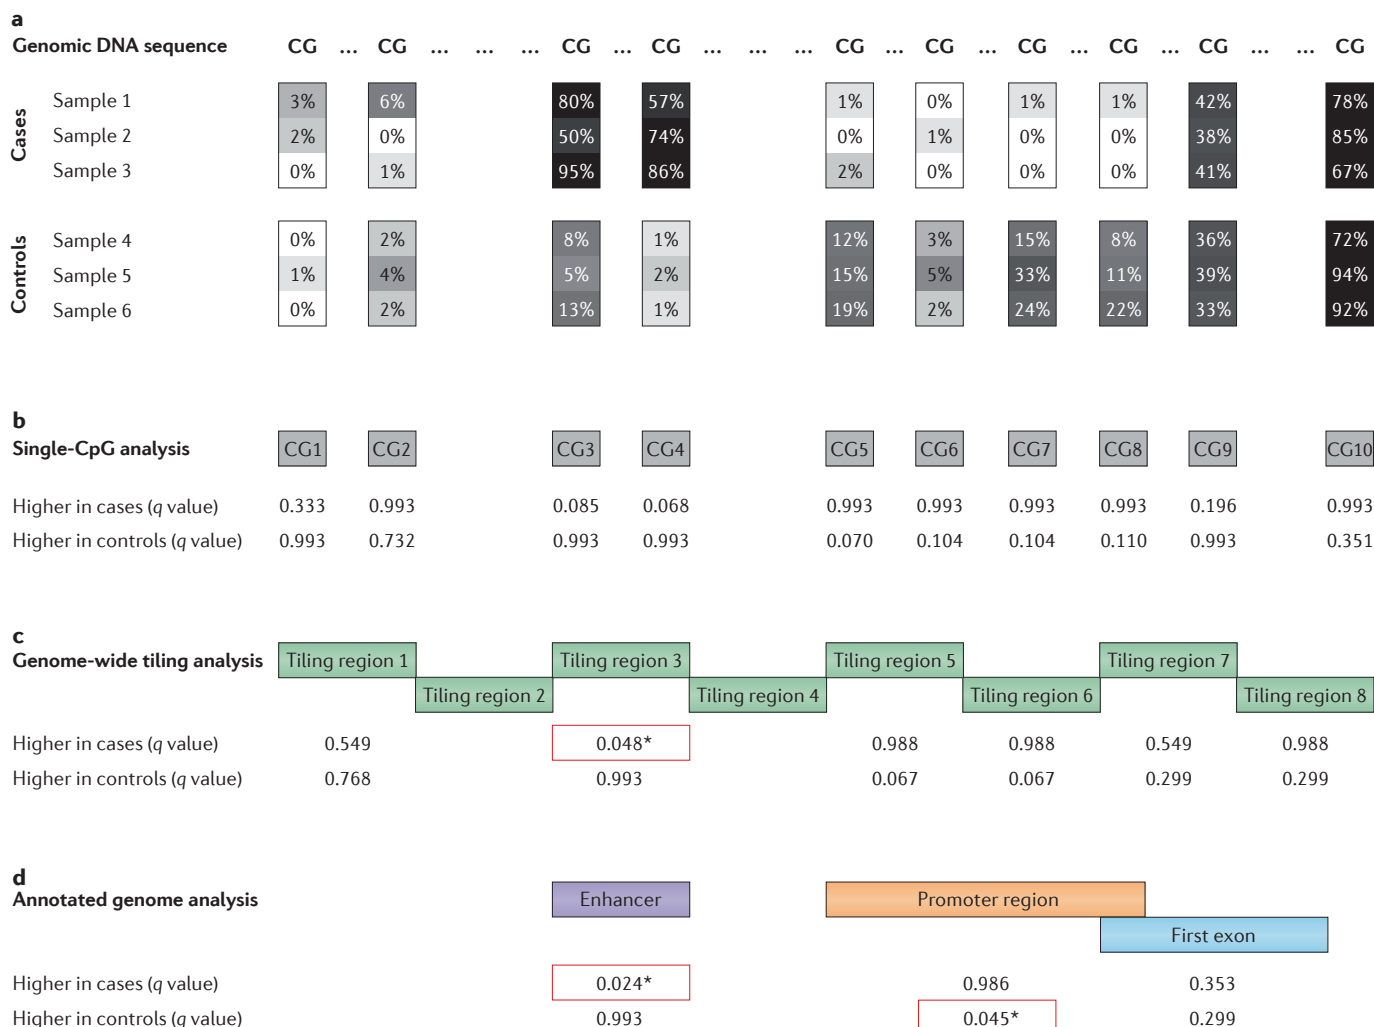 a
Genomic DNA sequence CG ... CG ... ... ... CG ... CG ... ... ... CG ... CG ... CG ... CG ... CG ... ... CG
Cases
Sample 1 3% 6% 80% 57% 1% 0% 1% 1% 42% 78%
Sample 2 2% 0% 50% 74% 0% 1% 0% 0% 38% 85%
Sample 3 0% 1% 95% 86% 2% 0% 0% 0% 41% 67%
Controls
Sample 4 0% 2% 8% 1% 12% 3% 15% 8% 36% 72%
Sample 5 1% 4% 5% 2% 15% 5% 33% 11% 39% 94%
Sample 6 0% 2% 13% 1% 19% 2% 24% 22% 33% 92%
b
Single-CpG analysis CG1 CG2 CG3 CG4 CG5 CG6 CG7 CG8 CG9 CG10
Higher in cases (q value) 0.333 0.993 0.085 0.068 0.993 0.993 0.993 0.993 0.196 0.993
Higher in controls (q value) 0.993 0.732 0.993 0.993 0.070 0.104 0.104 0.110 0.993 0.351
c
Genome-wide tiling analysis Tiling region 1 Tiling region 3 Tiling region 5 Tiling region 7
Tiling region 2 Tiling region 4 Tiling region 6 Tiling region 8
Higher in cases (q value) 0.549 0.048* 0.988 0.988 0.549 0.988
Higher in controls (q value) 0.768 0.993 0.067 0.067 0.299 0.299
d
Annotated genome analysis Enhancer Promoter region
First exon
Higher in cases (q value) 0.024* 0.986 0.353
Higher in controls (q value) 0.993 0.045* 0.299